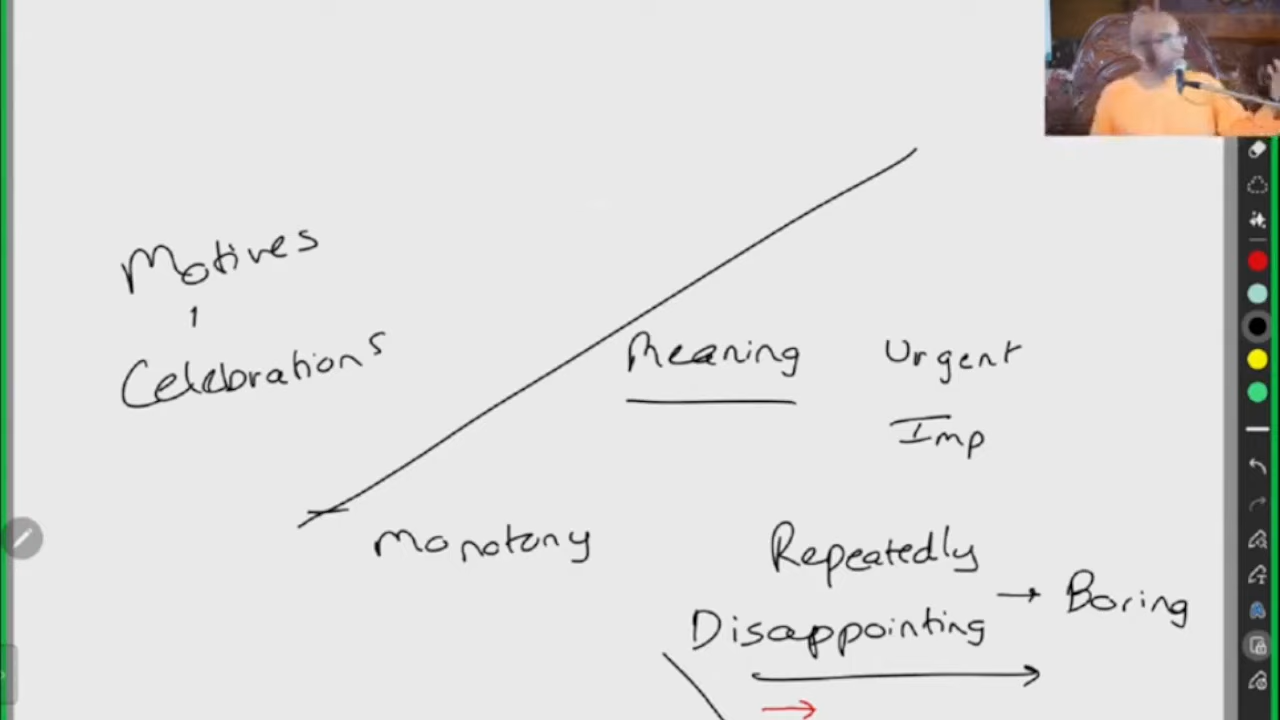 Motives
Celebrations
Meaning
Urgent
Imp
Monotony
Repeatedly
Disappointing → Boring